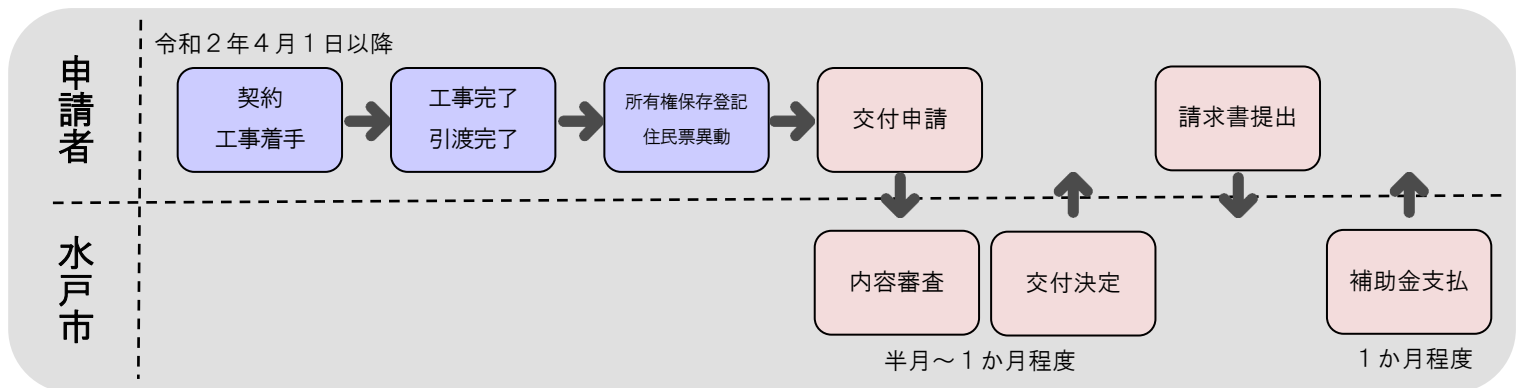 申請者
令和２年４月１日以降
契約
工事着手
工事完了
引渡完了
所有権保存登記
住民票異動
交付申請
請求書提出
水戸市
内容審査
交付決定
補助金支払
半月～１か月程度
１か月程度